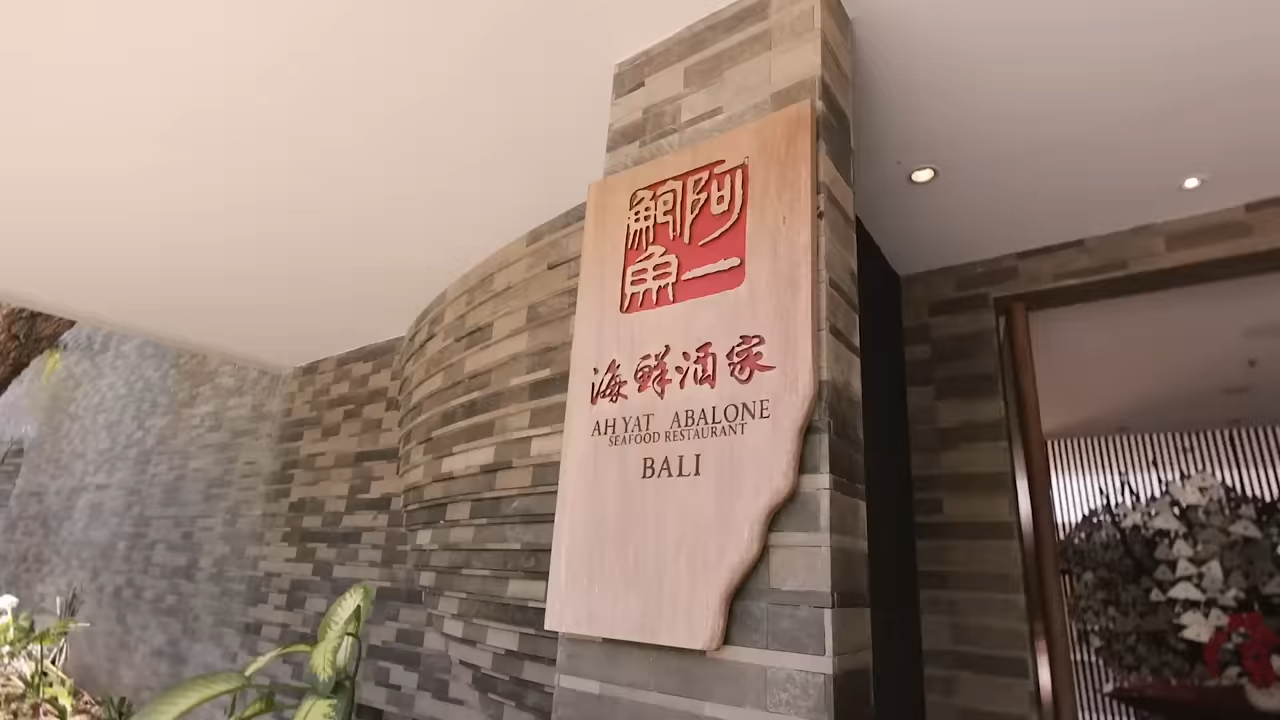 阿一
鮑魚
海鮮酒家
AH YAT ABALONE
SEAFOOD RESTAURANT
BALI